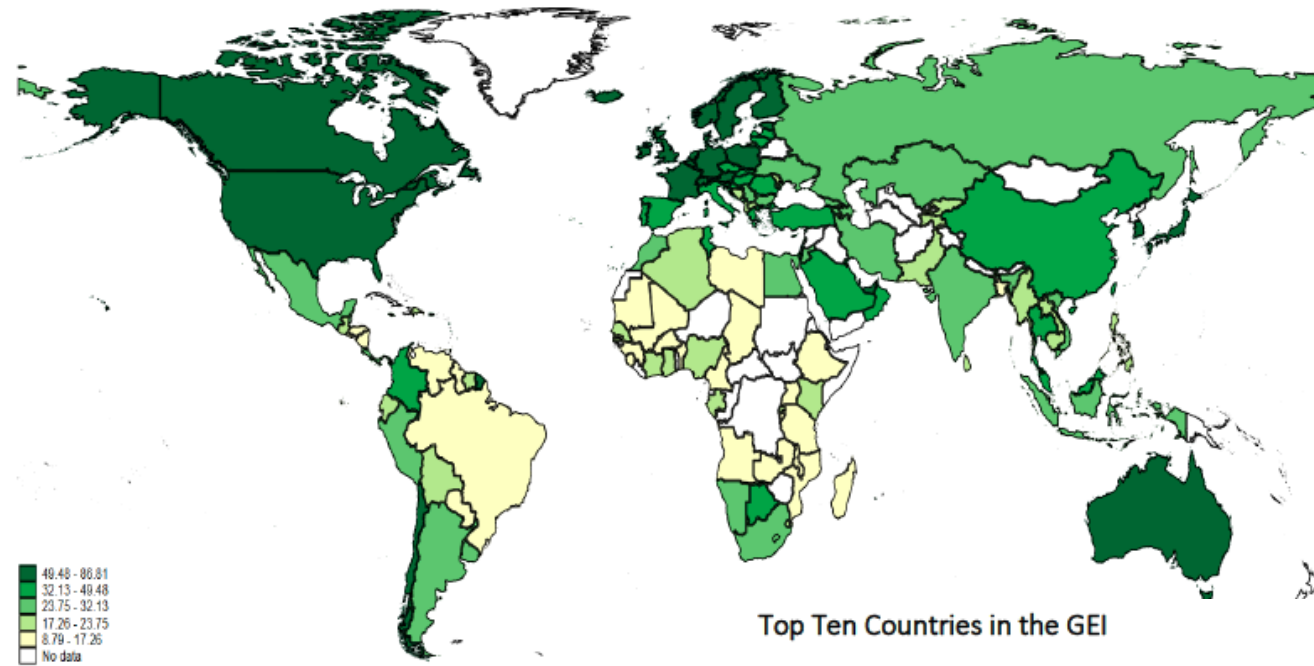 49.48 - 86.81
32.13 - 49.48
23.75 - 32.13
17.26 - 23.75
8.79 - 17.26
No data
Top Ten Countries in the GEI